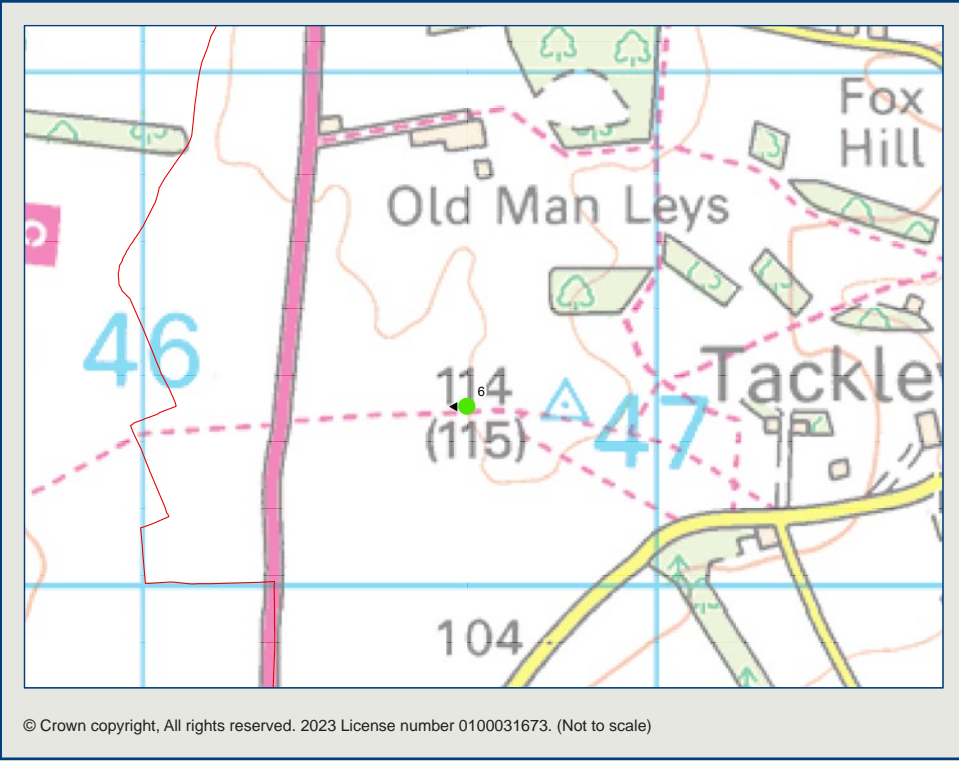 Fox
Hill
Old Man Leys
46
Tackley
114
6
(115)
47
104
© Crown copyright, All rights reserved. 2023 License number 0100031673. (Not to scale)